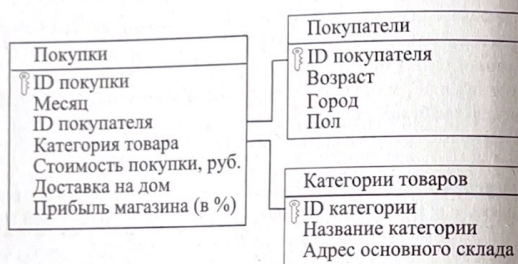 Покупки
ID покупки
Месяц
ID покупателя
Категория товара
Стоимость покупки, руб.
Доставка на дом
Прибыль магазина (в %)
Покупатели
ID покупателя
Возраст
Город
Пол
Категории товаров
ID категории
Название категории
Адрес основного склада